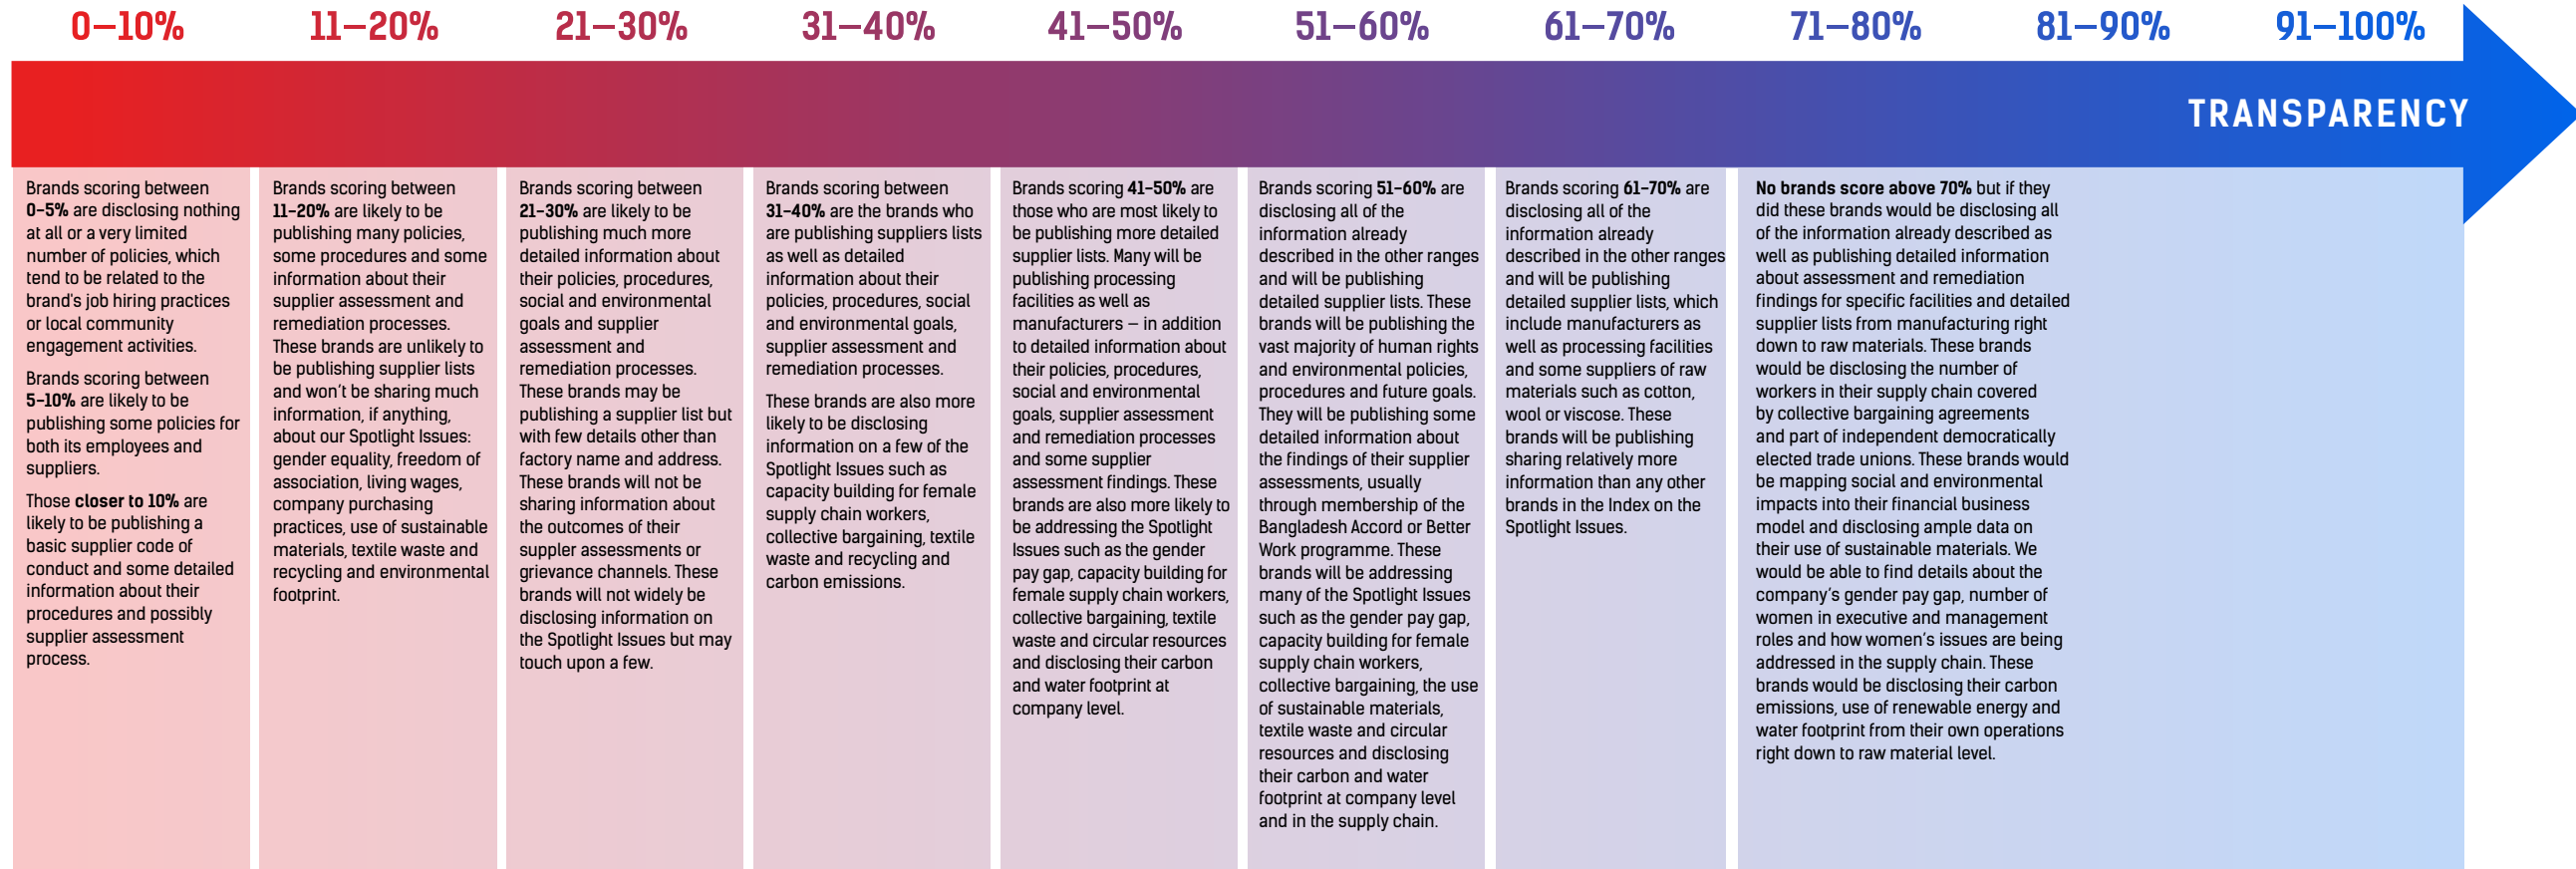 0–10%
11–20%
21–30%
31–40%
41–50%
51–60%
61–70%
71–80%
81–90%
91–100%
TRANSPARENCY
Brands scoring between
0-5% are disclosing nothing
at all or a very limited
number of policies, which
tend to be related to the
brand's job hiring practices
or local community
engagement activities.
Brands scoring between
5-10% are likely to be
publishing some policies for
both its employees and
suppliers.
Those closer to 10% are
likely to be publishing a
basic supplier code of
conduct and some detailed
information about their
procedures and possibly
supplier assessment
process.
Brands scoring between
11-20% are likely to be
publishing many policies,
some procedures and some
information about their
supplier assessment and
remediation processes.
These brands are unlikely to
be publishing supplier lists
and won't be sharing much
information, if anything,
about our Spotlight Issues:
gender equality, freedom of
association, living wages,
company purchasing
practices, use of sustainable
materials, textile waste and
recycling and environmental
footprint.
Brands scoring between
21-30% are likely to be
publishing much more
detailed information about
their policies, procedures,
social and environmental
goals and supplier
assessment and
remediation processes.
These brands may be
publishing a supplier list but
with few details other than
factory name and address.
These brands will not be
sharing information about
the outcomes of their
suppler assessments or
grievance channels. These
brands will not widely be
disclosing information on
the Spotlight Issues but may
touch upon a few.
Brands scoring between
31-40% are the brands who
are publishing suppliers lists
as well as detailed
information about their
policies, procedures, social
and environmental goals,
supplier assessment and
remediation processes.
These brands are also more
likely to be disclosing
information on a few of the
Spotlight Issues such as
capacity building for female
supply chain workers,
collective bargaining, textile
waste and recycling and
carbon emissions.
Brands scoring 41-50% are
those who are most likely to
be publishing more detailed
supplier lists. Many will be
publishing processing
facilities as well as
manufacturers – in addition
to detailed information about
their policies, procedures,
social and environmental
goals, supplier assessment
and remediation processes
and some supplier
assessment findings. These
brands are also more likely to
be addressing the Spotlight
Issues such as the gender
pay gap, capacity building for
female supply chain workers,
collective bargaining, textile
waste and circular resources
and disclosing their carbon
and water footprint at
company level.
Brands scoring 51-60% are
disclosing all of the
information already
described in the other ranges
and will be publishing
detailed supplier lists. These
brands will be publishing the
vast majority of human rights
and environmental policies,
procedures and future goals.
They will be publishing some
detailed information about
the findings of their supplier
assessments, usually
through membership of the
Bangladesh Accord or Better
Work programme. These
brands will be addressing
many of the Spotlight Issues
such as the gender pay gap,
capacity building for female
supply chain workers,
collective bargaining, the use
of sustainable materials,
textile waste and circular
resources and disclosing
their carbon and water
footprint at company level
and in the supply chain.
Brands scoring 61-70% are
disclosing all of the
information already
described in the other ranges
and will be publishing
detailed supplier lists, which
include manufacturers as
well as processing facilities
and some suppliers of raw
materials such as cotton,
wool or viscose. These
brands will be publishing
sharing relatively more
information than any other
brands in the Index on the
Spotlight Issues.
No brands score above 70% but if they
did these brands would be disclosing all
of the information already described as
well as publishing detailed information
about assessment and remediation
findings for specific facilities and detailed
supplier lists from manufacturing right
down to raw materials. These brands
would be disclosing the number of
workers in their supply chain covered
by collective bargaining agreements
and part of independent democratically
elected trade unions. These brands would
be mapping social and environmental
impacts into their financial business
model and disclosing ample data on
their use of sustainable materials. We
would be able to find details about the
company's gender pay gap, number of
women in executive and management
roles and how women's issues are being
addressed in the supply chain. These
brands would be disclosing their carbon
emissions, use of renewable energy and
water footprint from their own operations
right down to raw material level.